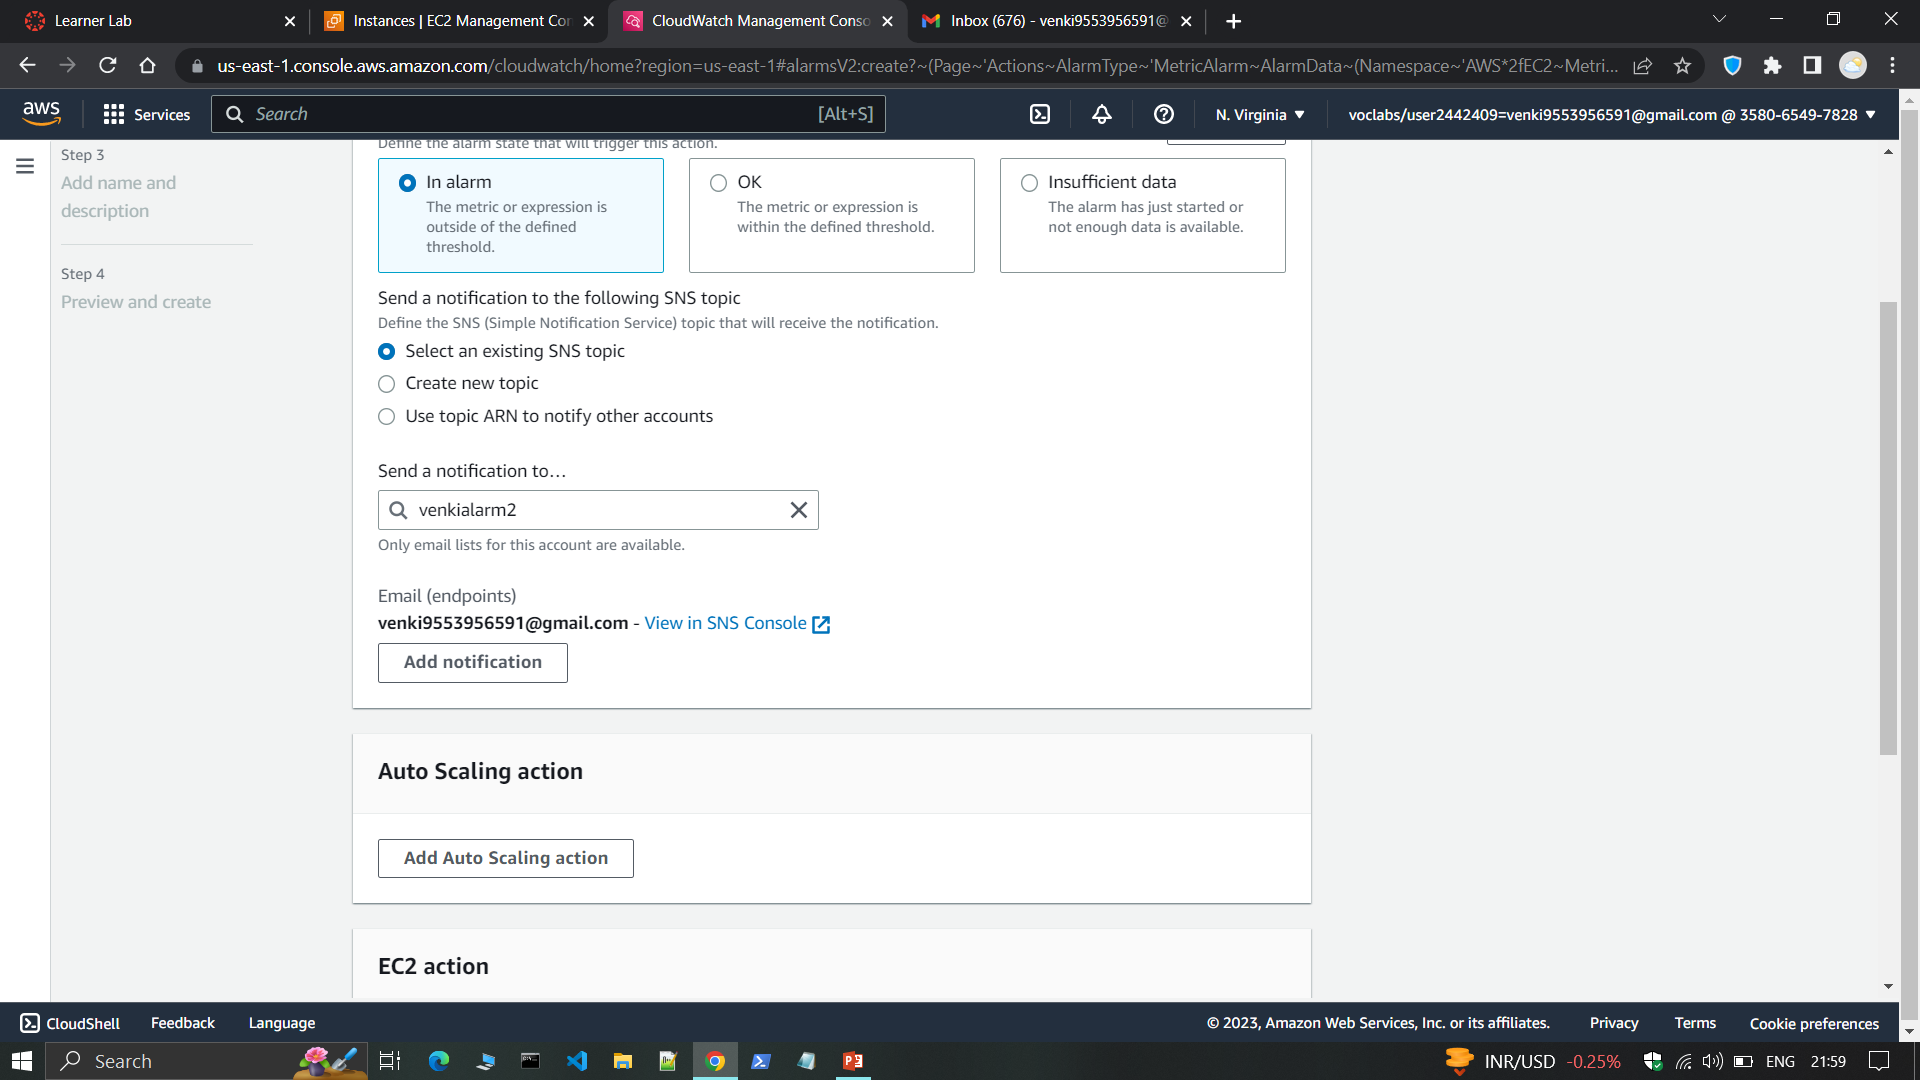 Learner Lab
Instances | EC2 Management Con
CloudWatch Management Conso
Inbox (676) - venki9553956591@
us-east-1.console.aws.amazon.com/cloudwatch/home?region=us-east-1#alarmsV2:create?~(Page~'Actions~AlarmType~'MetricAlarm~AlarmData~(Namespace~'AWS*2fEC2~Metri...
aws
Services
Search
[Alt+S]
N. Virginia
voclabs/user2442409=venki9553956591@gmail.com @ 3580-6549-7828
Step 3
Add name and
description
Step 4
Preview and create
Define the alarm state that will trigger this action.
In alarm
The metric or expression is
outside of the defined
threshold.
OK
The metric or expression is
within the defined threshold.
Insufficient data
The alarm has just started or
not enough data is available.
Send a notification to the following SNS topic
Define the SNS (Simple Notification Service) topic that will receive the notification.
Select an existing SNS topic
Create new topic
Use topic ARN to notify other accounts
Send a notification to…
venkialarm2
Only email lists for this account are available.
Email (endpoints)
venki9553956591@gmail.com - View in SNS Console
Add notification
Auto Scaling action
Add Auto Scaling action
EC2 action
CloudShell
Feedback
Language
© 2023, Amazon Web Services, Inc. or its affiliates.
Privacy
Terms
Cookie preferences
Search
INR/USD -0.25%
ENG
21:59